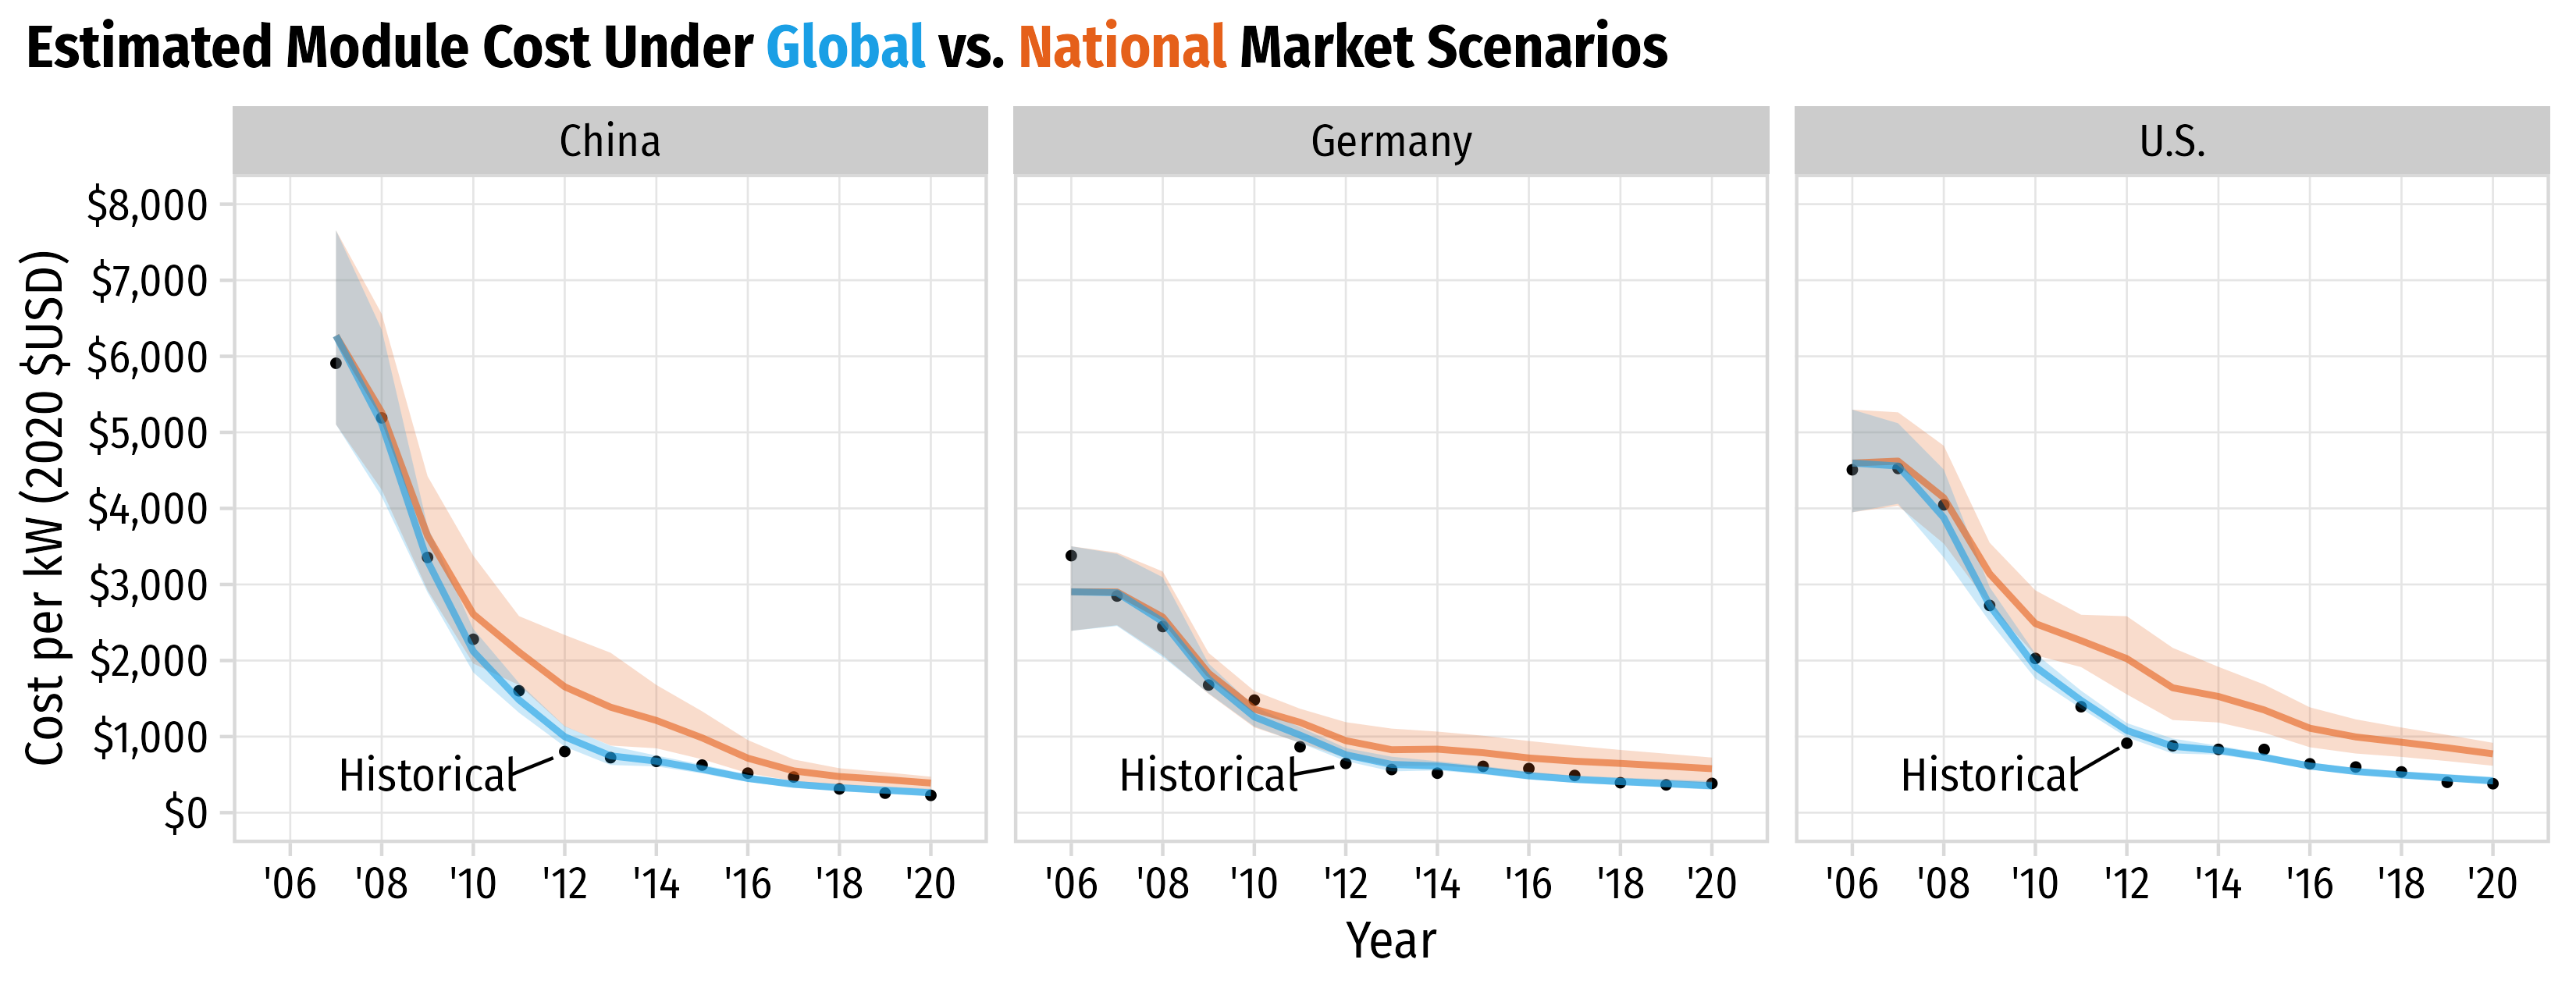 Estimated Module Cost Under Global vs. National Market Scenarios
China
Germany
U.S.
Cost per kW (2020 $USD)
$8,000
$7,000
$6,000
$5,000
$4,000
$3,000
$2,000
$1,000
$0
Historical
Historical
Historical
'06 '08 '10 '12 '14 '16 '18 '20
'06 '08 '10 '12 '14 '16 '18 '20
'06 '08 '10 '12 '14 '16 '18 '20
Year